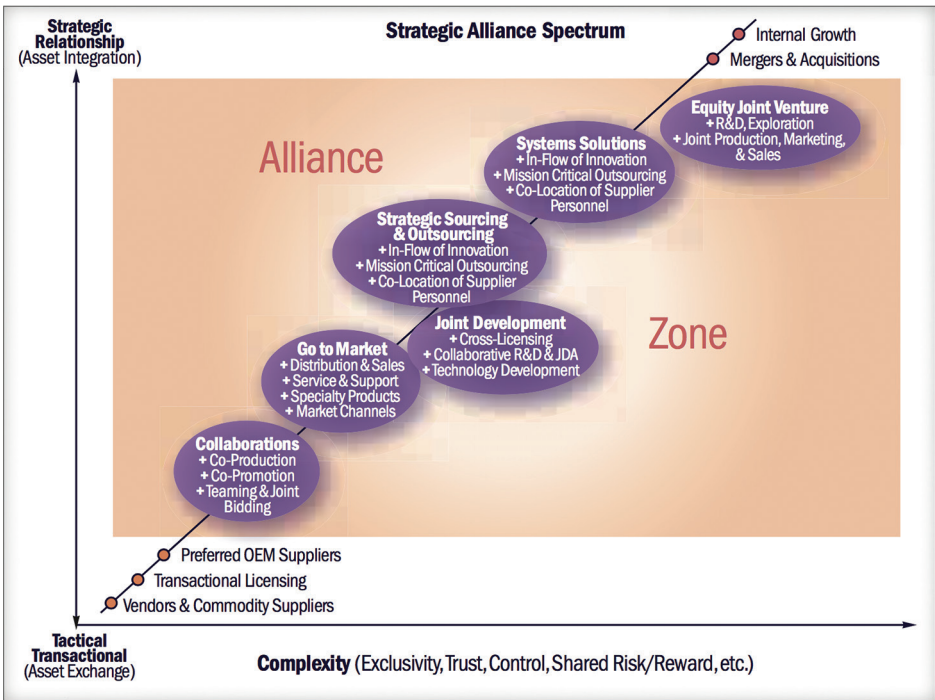 Strategic Alliance Spectrum
Strategic
Relationship
(Asset Integration)
Internal Growth
Mergers & Acquisitions
Alliance
Zone
Equity Joint Venture
+ R&D, Exploration
+ Joint Production, Marketing,
& Sales
Systems Solutions
+ In-Flow of Innovation
+ Mission Critical Outsourcing
+ Co-Location of Supplier
Personnel
Strategic Sourcing
& Outsourcing
+ In-Flow of Innovation
+ Mission Critical Outsourcing
+ Co-Location of Supplier
Personnel
Joint Development
+ Cross-Licensing
+ Collaborative R&D & JDA
+ Technology Development
Go to Market
+ Distribution & Sales
+ Service & Support
+ Specialty Products
+ Market Channels
Collaborations
+ Co-Production
+ Co-Promotion
+ Teaming & Joint
Bidding
Preferred OEM Suppliers
Transactional Licensing
Vendors & Commodity Suppliers
Tactical
Transactional
(Asset Exchange)
Complexity (Exclusivity, Trust, Control, Shared Risk/Reward, etc.)